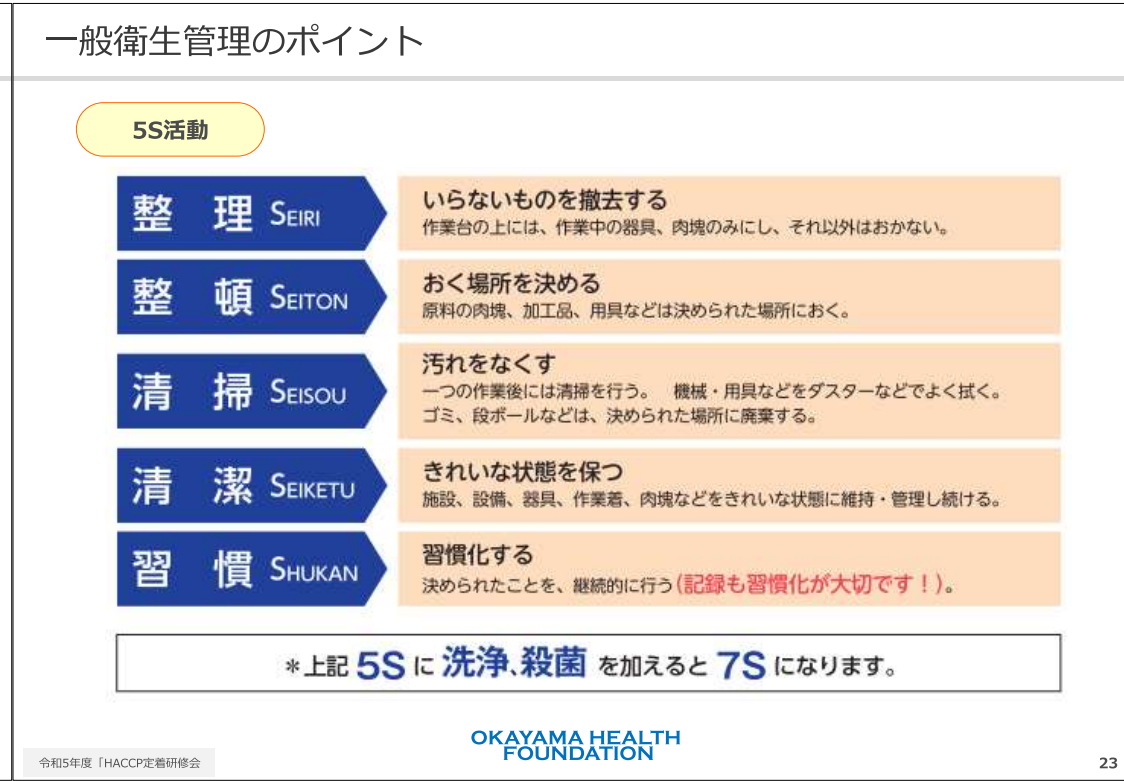 一般衛生管理のポイント
5S活動
整 理 SEIRI
いらないものを撤去する
作業台の上には、作業中の器具、肉塊のみにし、それ以外はおかない。
整 頓 SEITON
おく場所を決める
原料の肉塊、加工品、用具などは決められた場所におく。
清 掃 SEISOU
汚れをなくす
一つの作業後には清掃を行う。 機械・用具などをダスターなどでよく拭く。
ゴミ、段ボールなどは、決められた場所に廃棄する。
清 潔 SEIKETU
きれいな状態を保つ
施設、設備、器具、作業着、肉塊などをきれいな状態に維持・管理し続ける。
習 慣 SHUKAN
習慣化する
決められたことを、継続的に行う(記録も習慣化が大切です！)。
＊上記 5S に 洗浄、殺菌 を加えると 7S になります。
OKAYAMA HEALTH
FOUNDATION
令和5年度「HACCP定着研修会
23